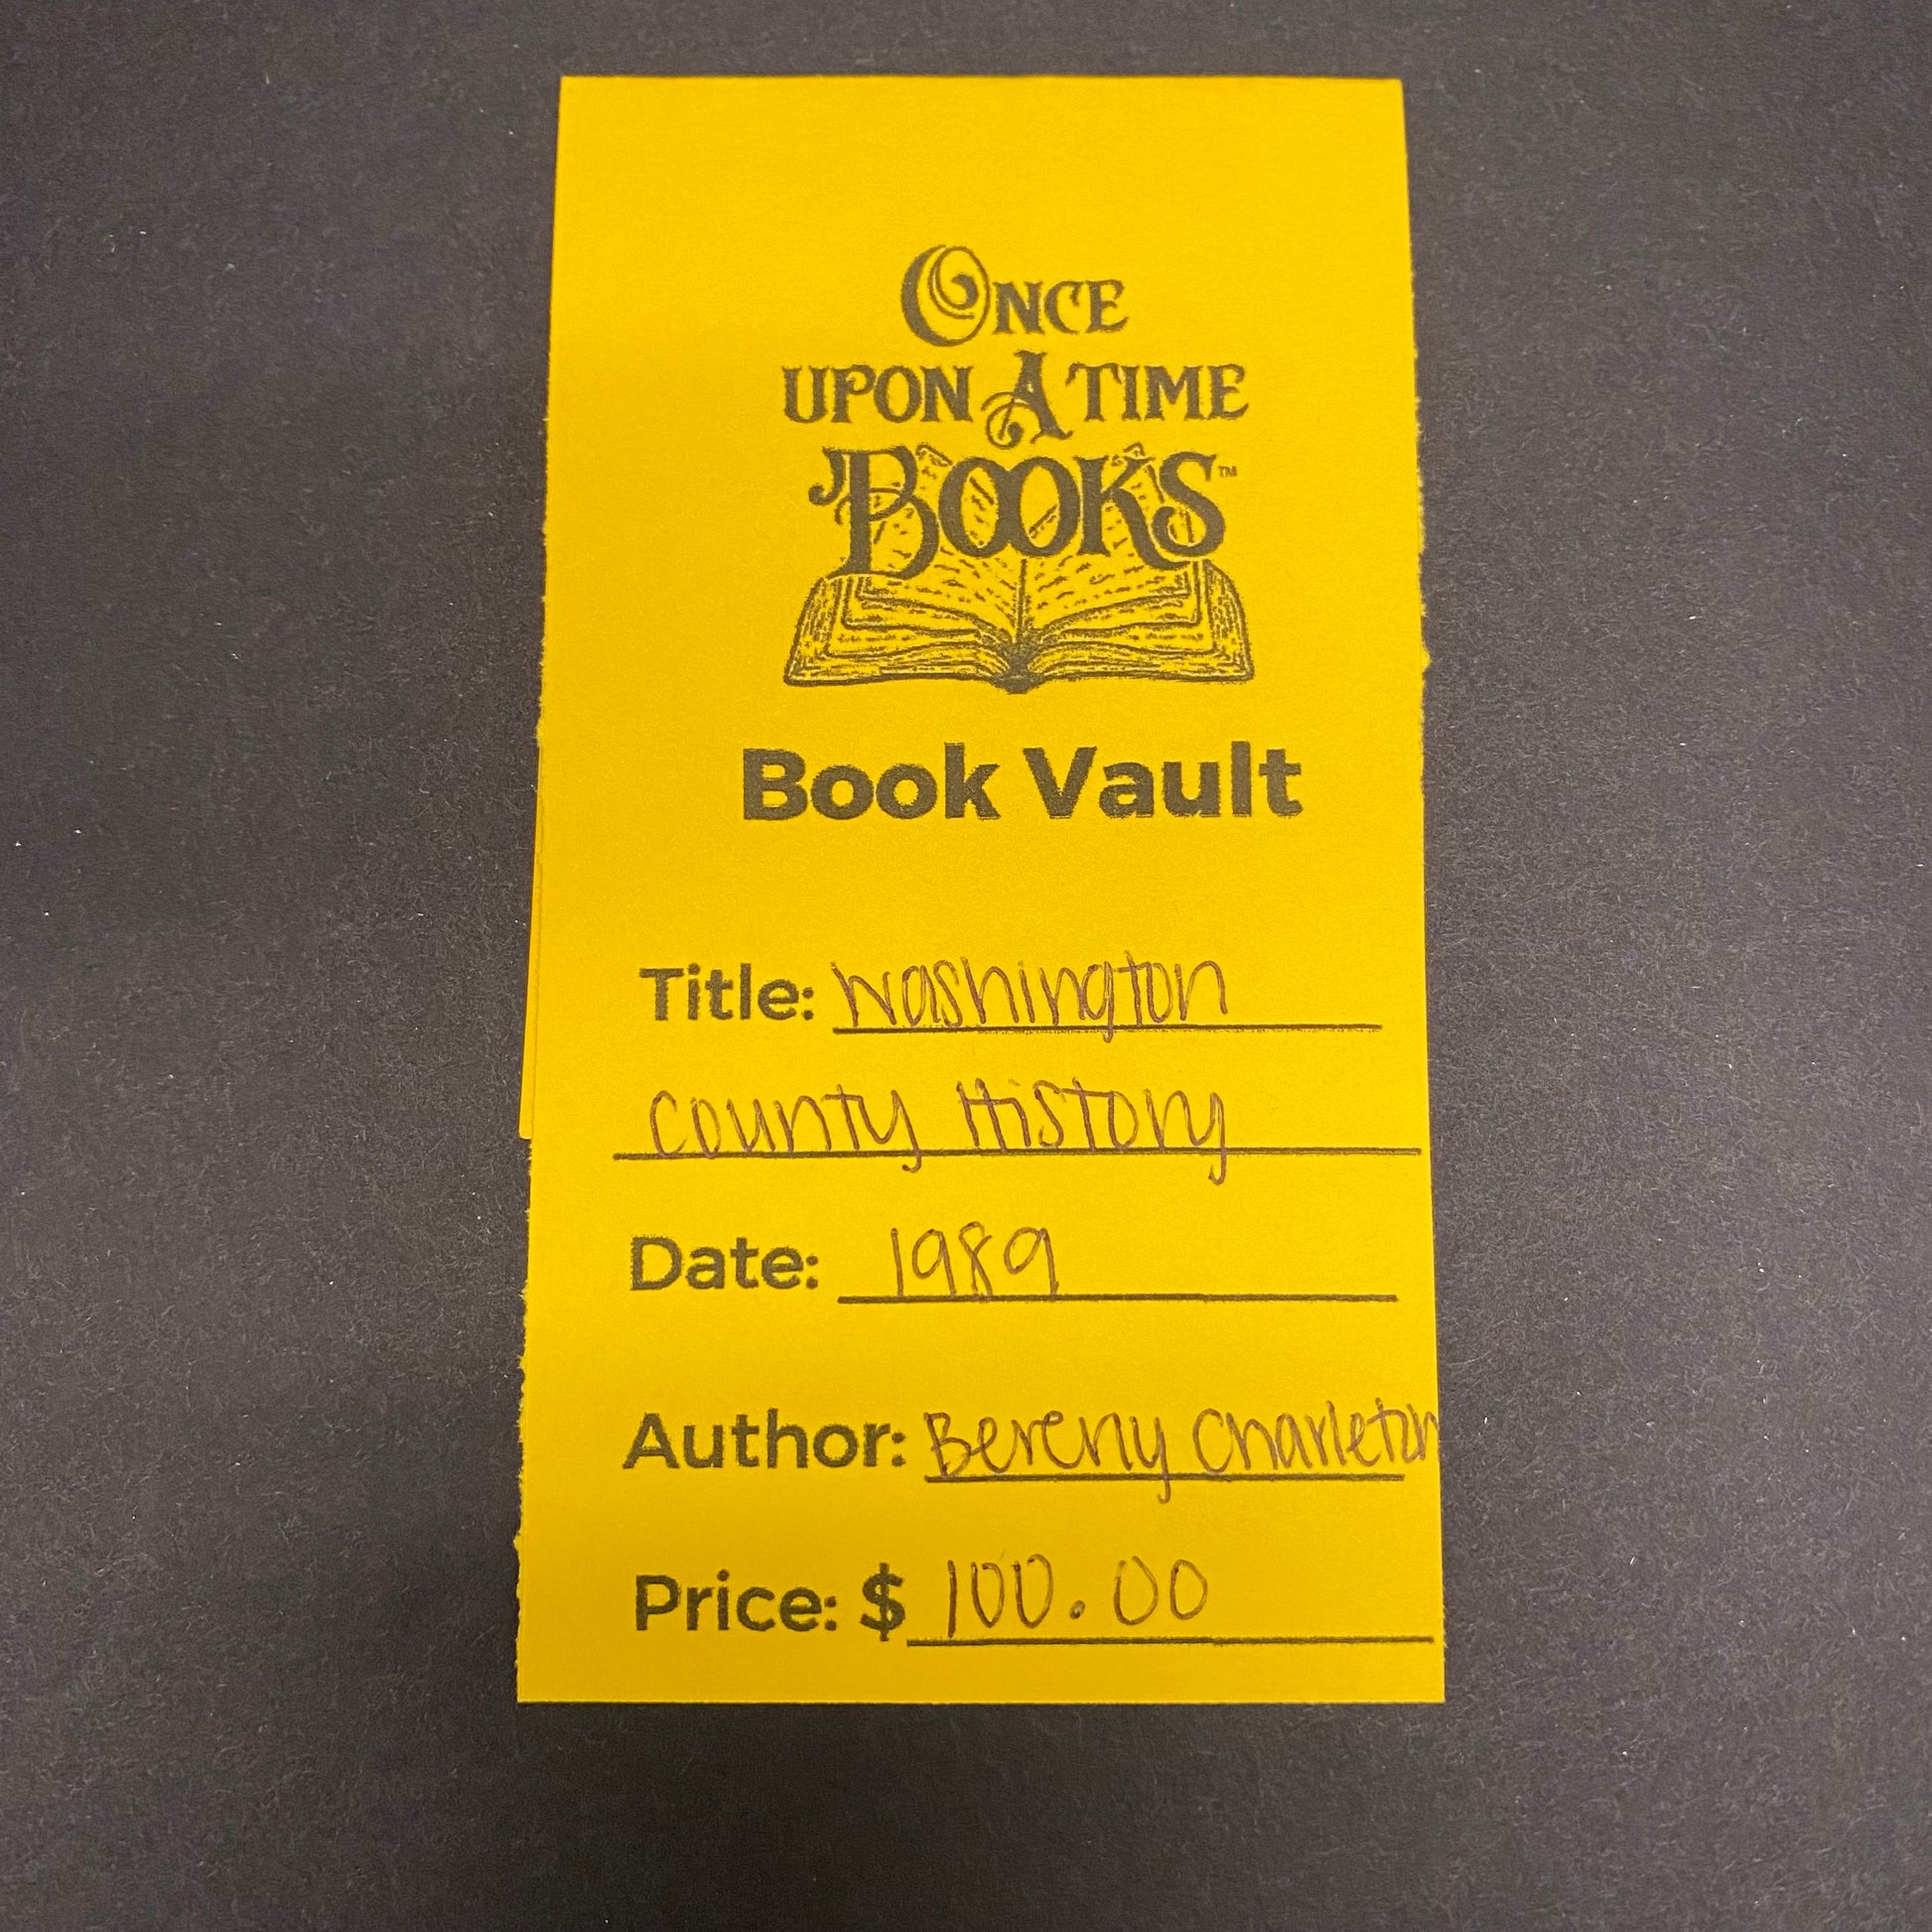 ONCE
UPON A TIME
BOOKS™
Book Vault
Title: Washington
County History
Date: 1989
Author: Bereny Charleton
Price: $ 100.00